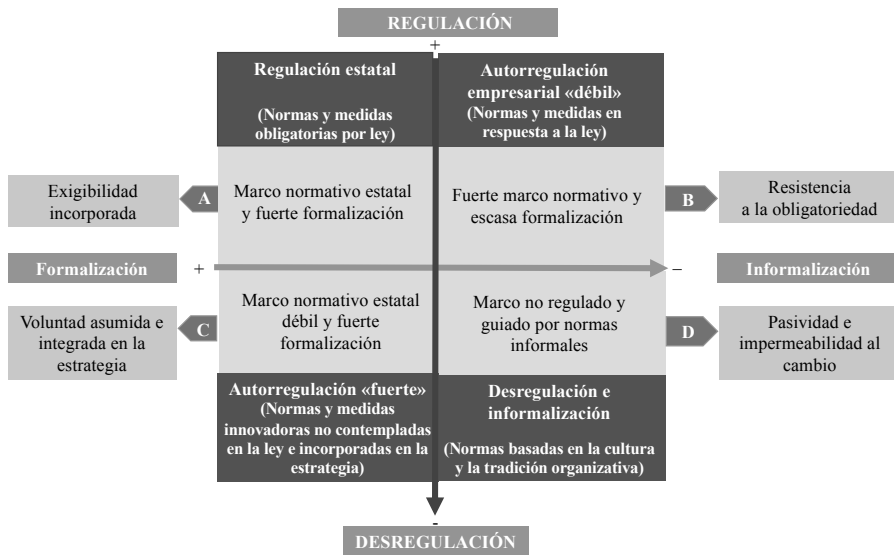 REGULACIÓN
+
Regulación estatal
(Normas y medidas
obligatorias por ley)
Autorregulación
empresarial «débil»
(Normas y medidas en
respuesta a la ley)
Exigibilidad
incorporada
A
Marco normativo estatal
y fuerte formalización
Fuerte marco normativo y
escasa formalización
B
Resistencia
a la obligatoriedad
Formalización
+
−
Informalización
Voluntad asumida e
integrada en la
estrategia
C
Marco normativo estatal
débil y fuerte
formalización
Marco no regulado y
guiado por normas
informales
D
Pasividad e
impermeabilidad al
cambio
Autorregulación «fuerte»
(Normas y medidas
innovadoras no contempladas
en la ley e incorporadas en la
estrategia)
Desregulación e
informalización
(Normas basadas en la cultura
y la tradición organizativa)
-
DESREGULACIÓN